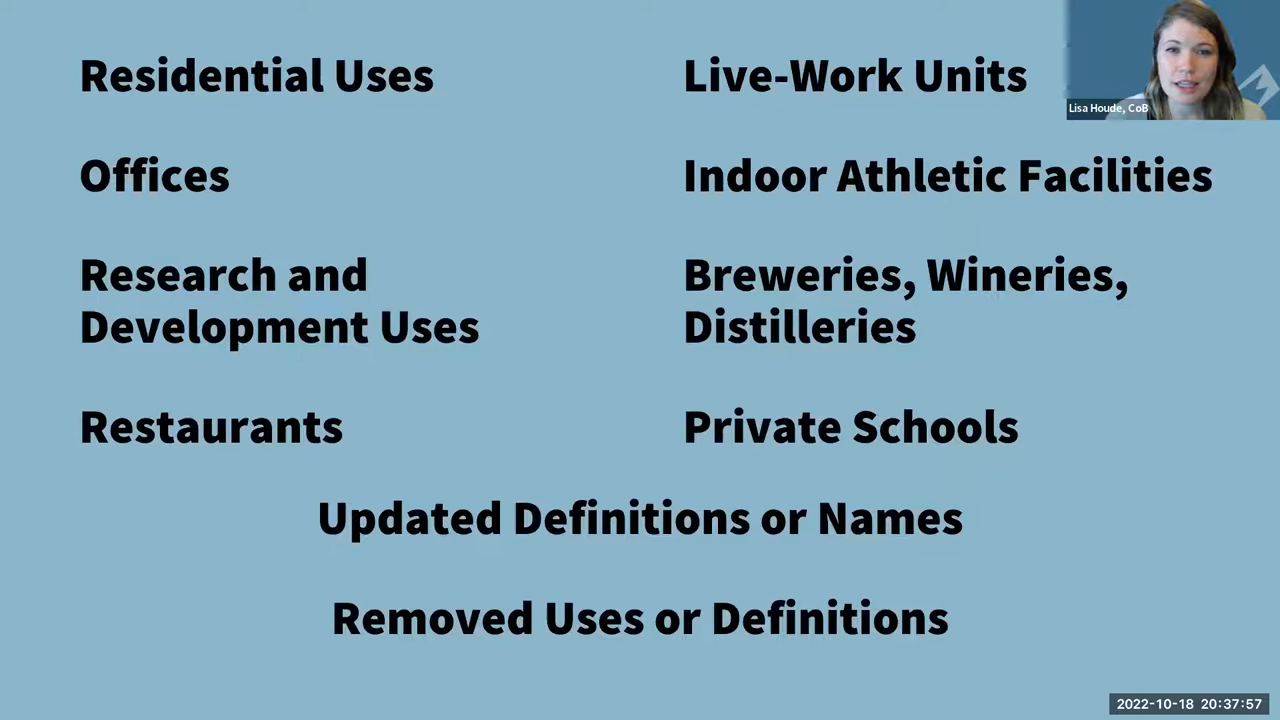 Residential Uses
Live-Work Units
Lisa Houde, CoB
Offices
Indoor Athletic Facilities
Research and
Development Uses
Breweries, Wineries,
Distilleries
Restaurants
Private Schools
Updated Definitions or Names
Removed Uses or Definitions
2022-10-18 20:37:57